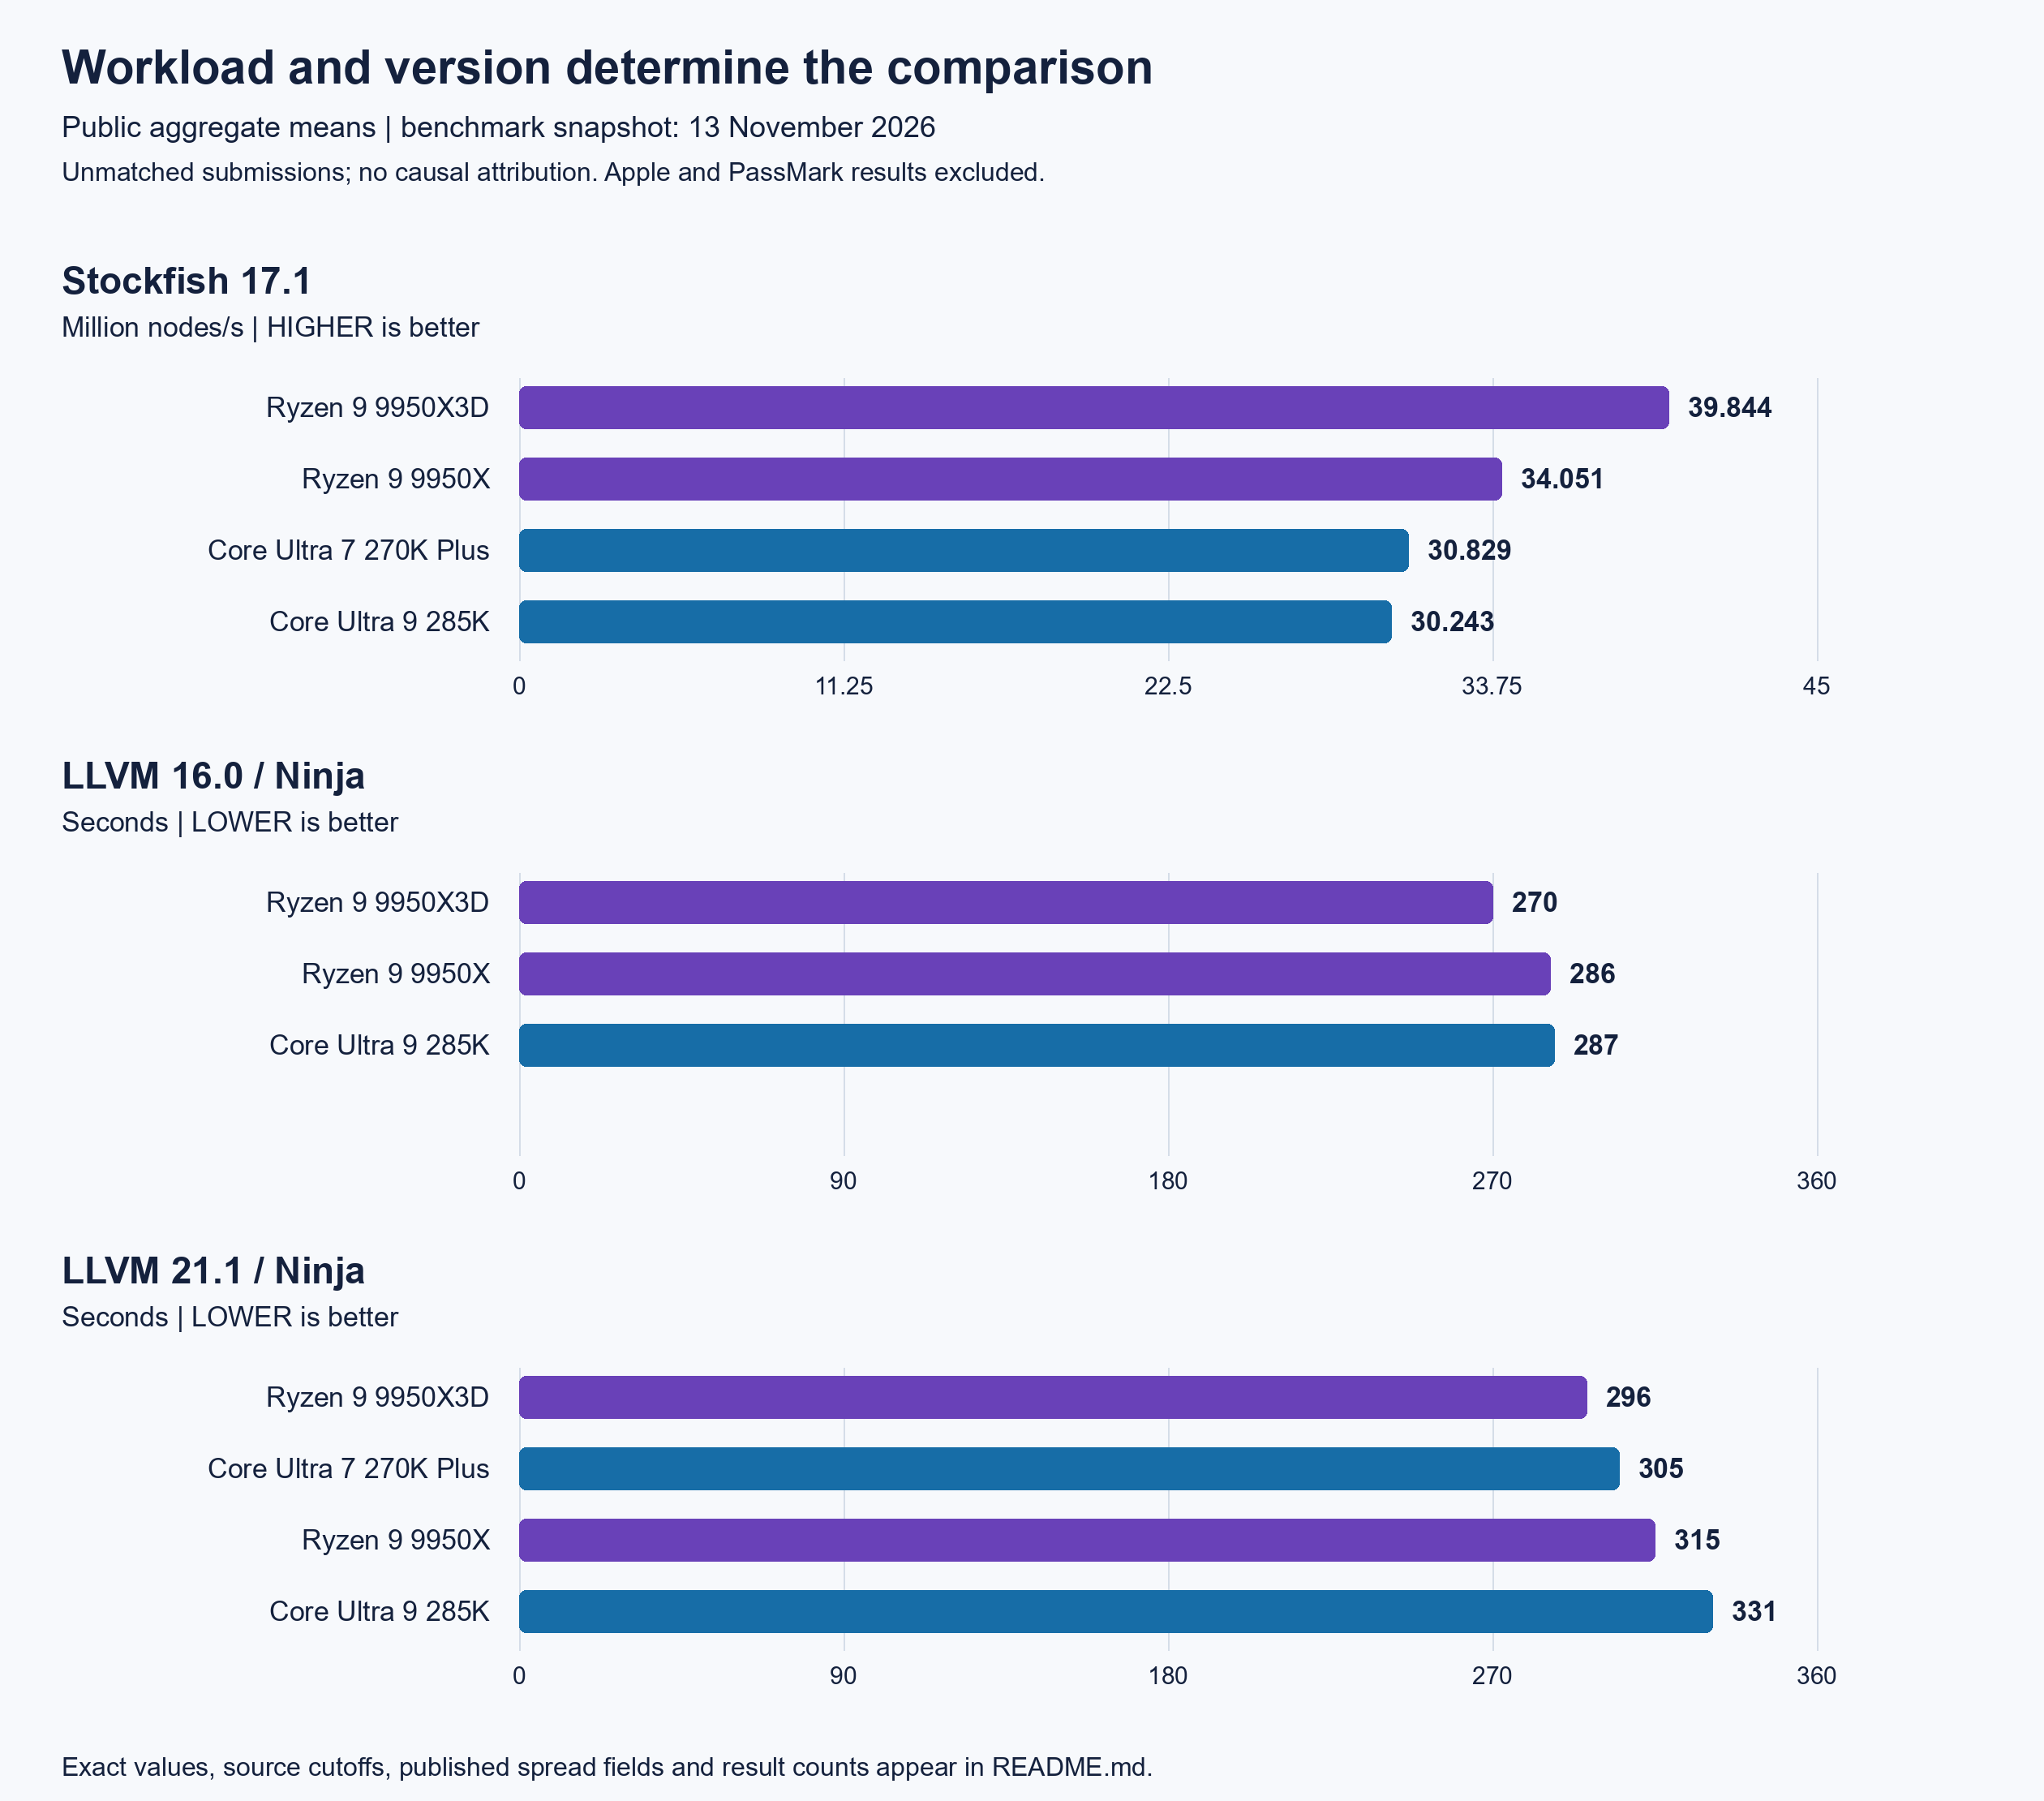 Workload and version determine the comparison
Public aggregate means | benchmark snapshot: 13 November 2026
Unmatched submissions; no causal attribution. Apple and PassMark results excluded.
Stockfish 17.1
Million nodes/s | HIGHER is better
Ryzen 9 9950X3D 39.844
Ryzen 9 9950X 34.051
Core Ultra 7 270K Plus 30.829
Core Ultra 9 285K 30.243
0 11.25 22.5 33.75 45
LLVM 16.0 / Ninja
Seconds | LOWER is better
Ryzen 9 9950X3D 270
Ryzen 9 9950X 286
Core Ultra 9 285K 287
0 90 180 270 360
LLVM 21.1 / Ninja
Seconds | LOWER is better
Ryzen 9 9950X3D 296
Core Ultra 7 270K Plus 305
Ryzen 9 9950X 315
Core Ultra 9 285K 331
0 90 180 270 360
Exact values, source cutoffs, published spread fields and result counts appear in README.md.